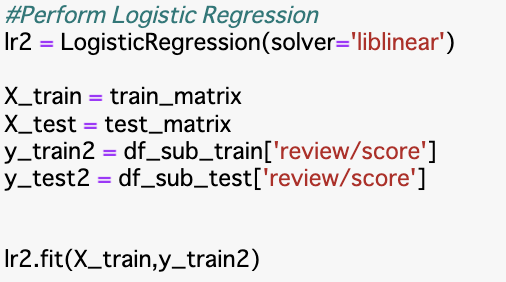 #Perform Logistic Regression
lr2 = LogisticRegression(solver='liblinear')
X_train = train_matrix
X_test = test_matrix
y_train2 = df_sub_train['review/score']
y_test2 = df_sub_test['review/score']
lr2.fit(X_train,y_train2)